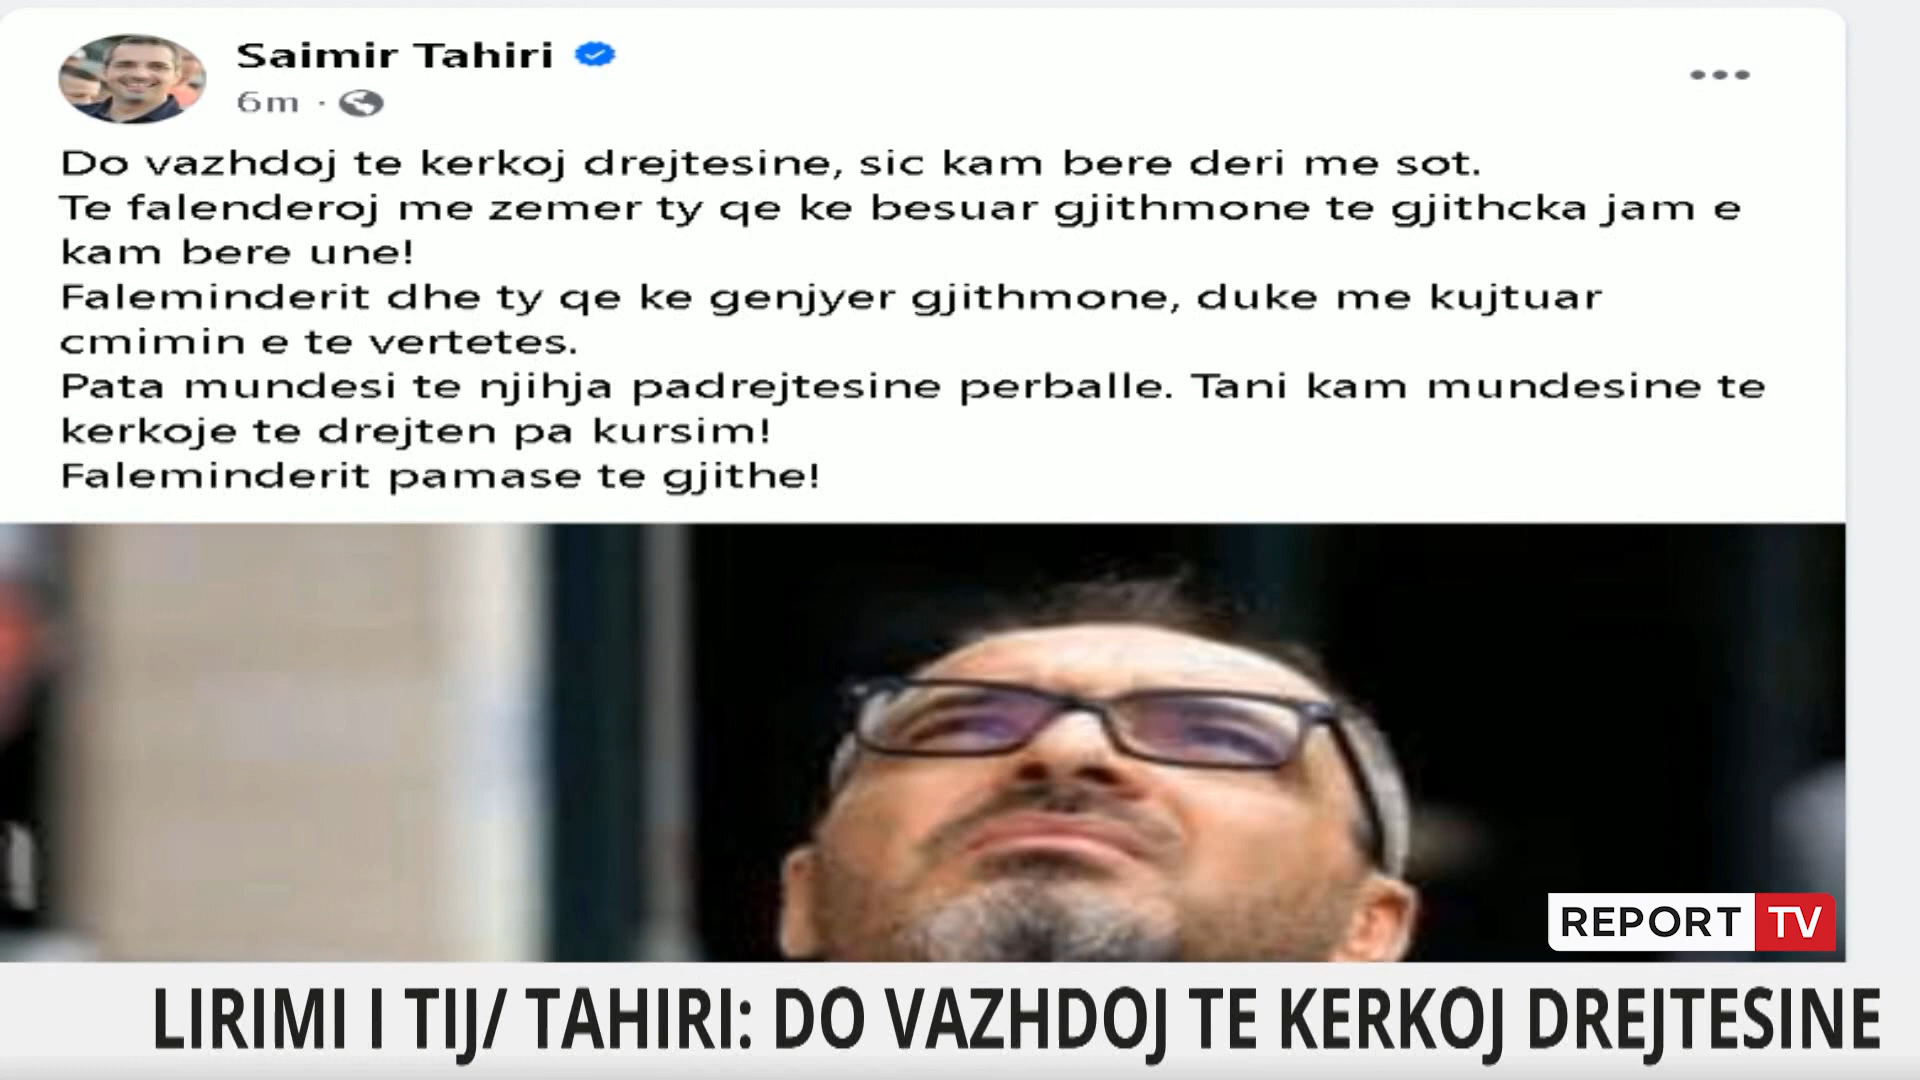 Saimir Tahiri
6m ·
Do vazhdoj te kerkoj drejtesine, sic kam bere deri me sot.
Te falenderoj me zemer ty qe ke besuar gjithmone te gjithcka jam e
kam bere une!
Faleminderit dhe ty qe ke genjyer gjithmone, duke me kujtuar
cmimin e te vertetes.
Pata mundesi te njihja padrejtesine perballe. Tani kam mundesine te
kerkoje te drejten pa kursim!
Faleminderit pamase te gjithe!
REPORT TV
LIRIMI I TIJ/ TAHIRI: DO VAZHDOJ TE KERKOJ DREJTESINE